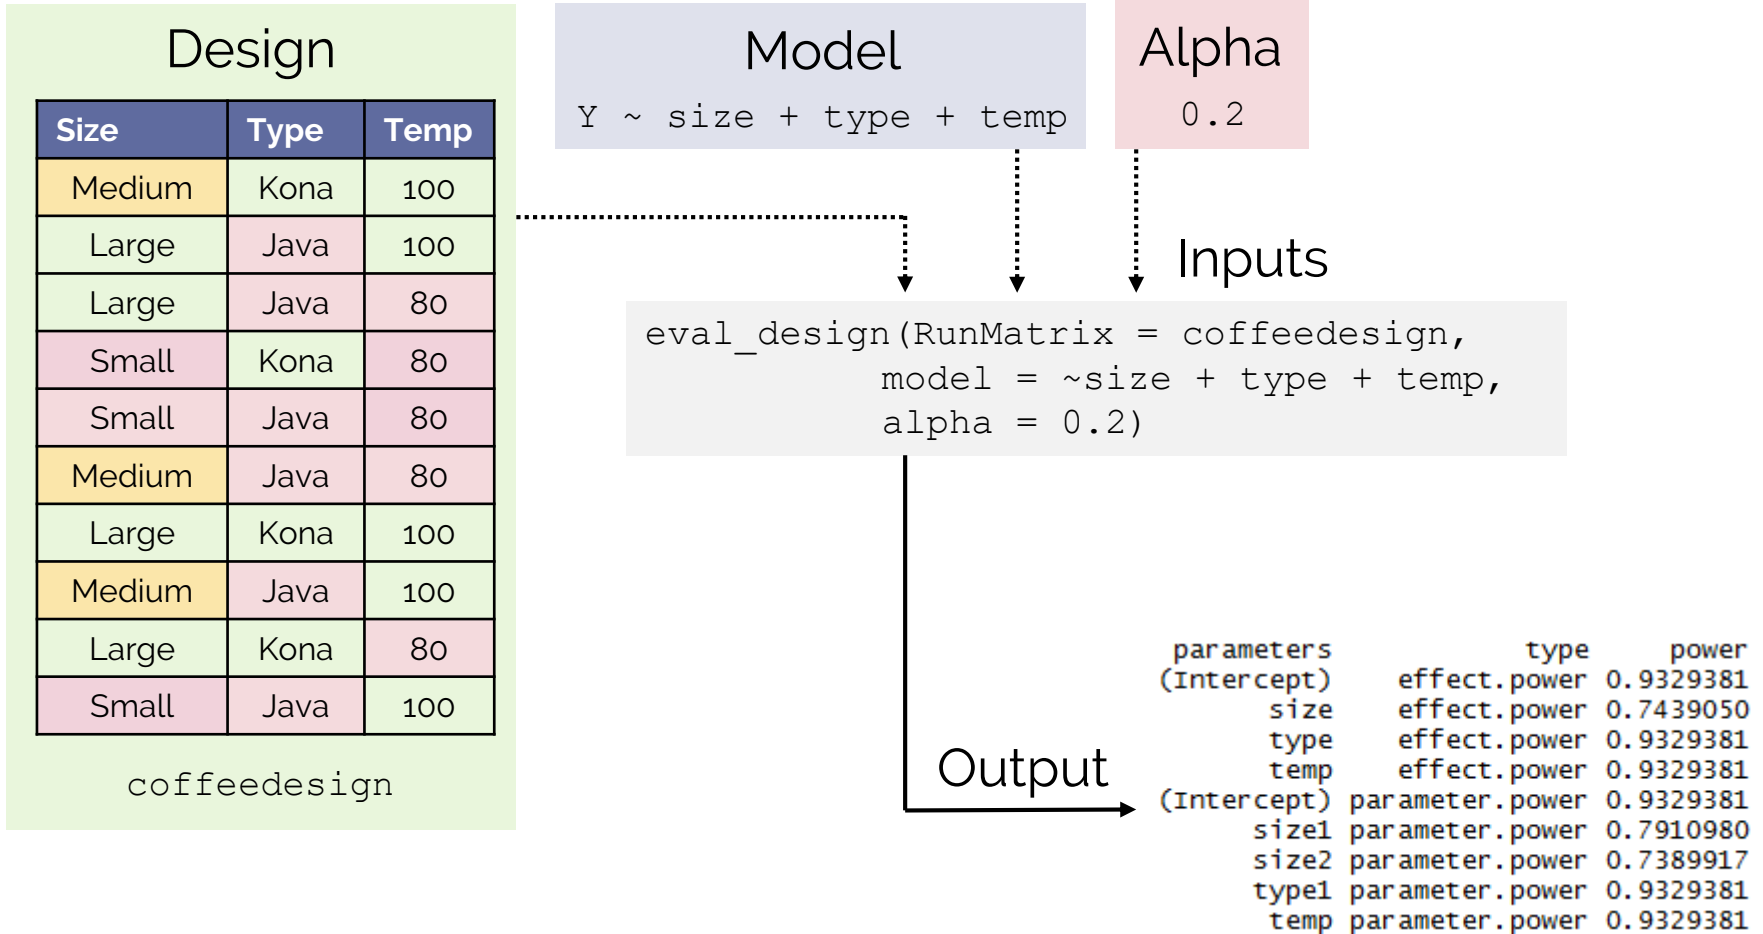 Design
Size Type Temp
Medium Kona 100
Large Java 100
Large Java 80
Small Kona 80
Small Java 80
Medium Java 80
Large Kona 100
Medium Java 100
Large Kona 80
Small Java 100
coffeedesign
Model
Y ~ size + type + temp
Alpha
0.2
Inputs
eval_design(RunMatrix = coffeedesign,
model = ~size + type + temp,
alpha = 0.2)
Output
parameters type power
(Intercept) effect.power 0.9329381
size effect.power 0.7439050
type effect.power 0.9329381
temp effect.power 0.9329381
(Intercept) parameter.power 0.9329381
size1 parameter.power 0.7910980
size2 parameter.power 0.7389917
type1 parameter.power 0.9329381
temp parameter.power 0.9329381